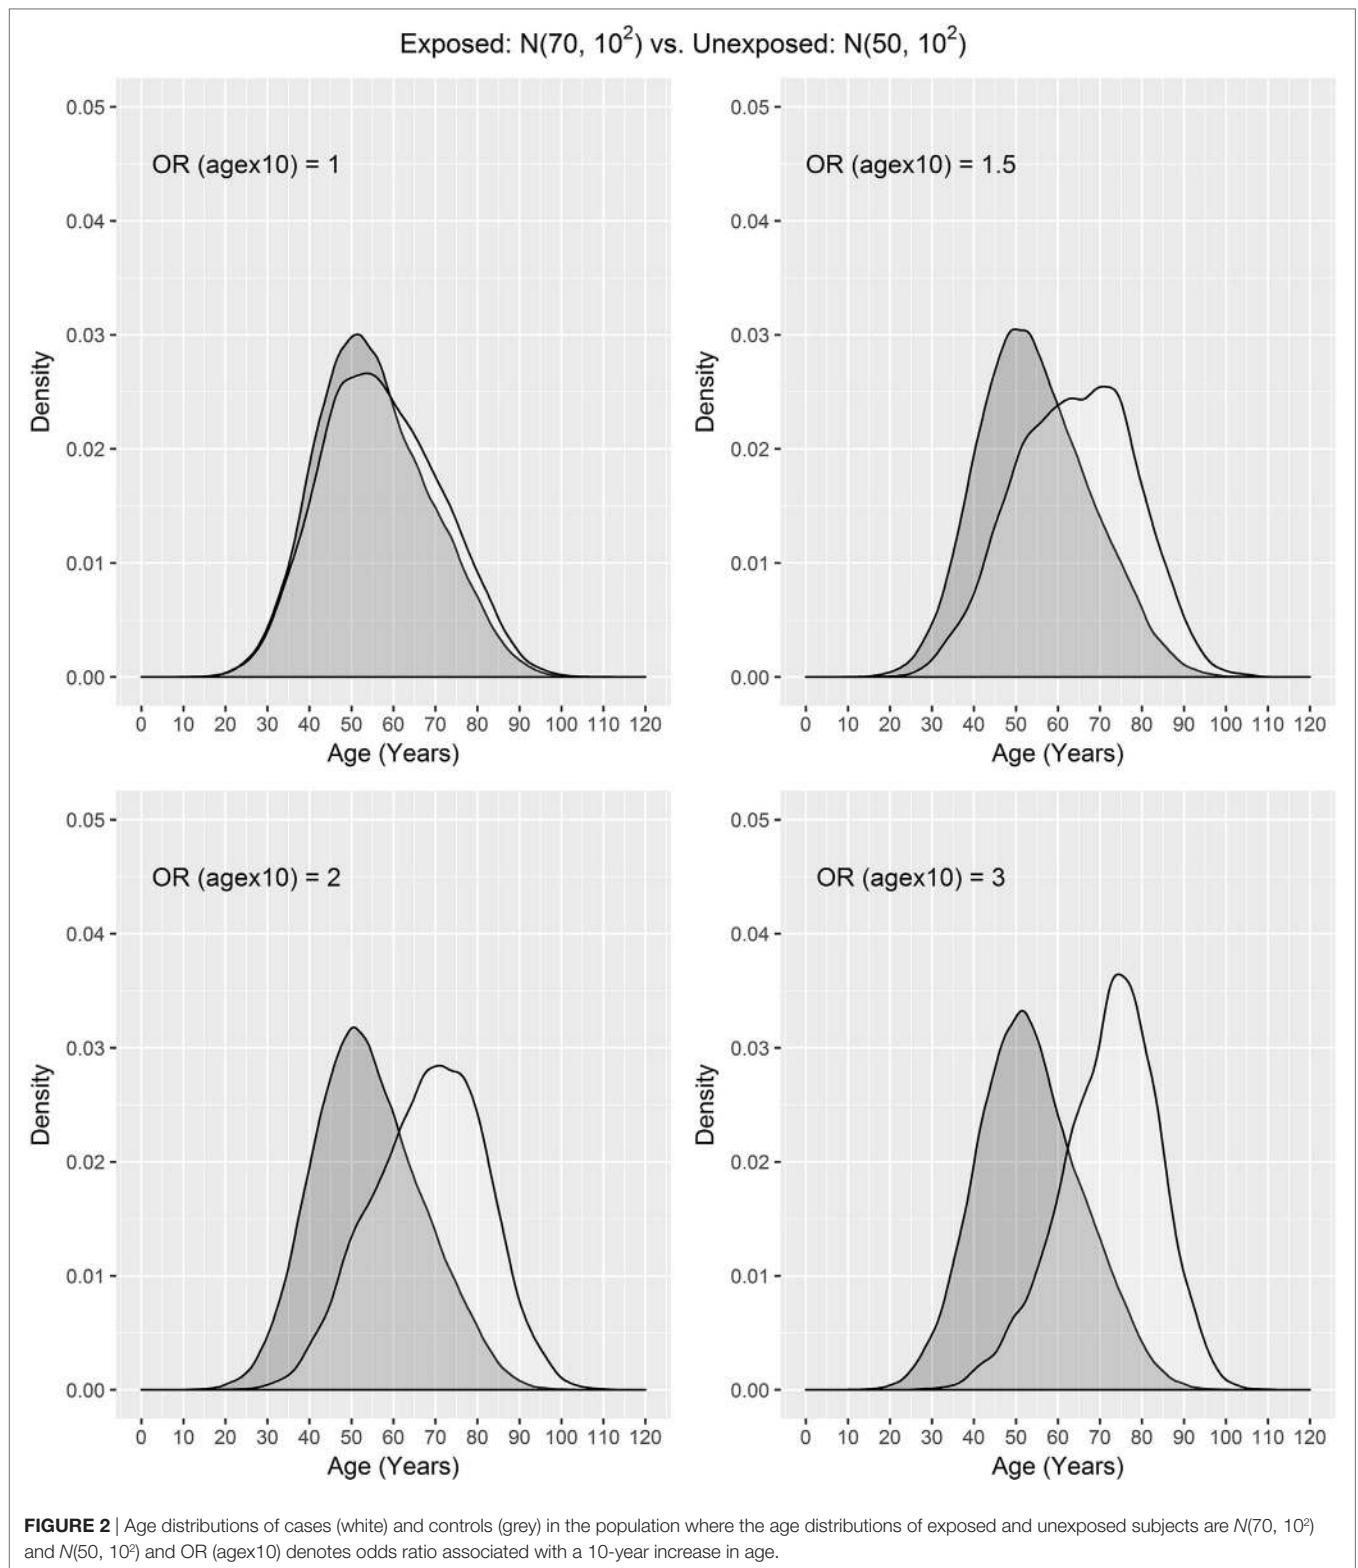 Exposed: N(70, 10²) vs. Unexposed: N(50, 10²)
OR (agex10) = 1
0.05
0.04
0.03
0.02
0.01
0.00
Density
0 10 20 30 40 50 60 70 80 90 100 110 120
Age (Years)
OR (agex10) = 1.5
0.05
0.04
0.03
0.02
0.01
0.00
Density
0 10 20 30 40 50 60 70 80 90 100 110 120
Age (Years)
OR (agex10) = 2
0.05
0.04
0.03
0.02
0.01
0.00
Density
0 10 20 30 40 50 60 70 80 90 100 110 120
Age (Years)
OR (agex10) = 3
0.05
0.04
0.03
0.02
0.01
0.00
Density
0 10 20 30 40 50 60 70 80 90 100 110 120
Age (Years)
FIGURE 2 | Age distributions of cases (white) and controls (grey) in the population where the age distributions of exposed and unexposed subjects are N(70, 10²)
and N(50, 10²) and OR (agex10) denotes odds ratio associated with a 10-year increase in age.